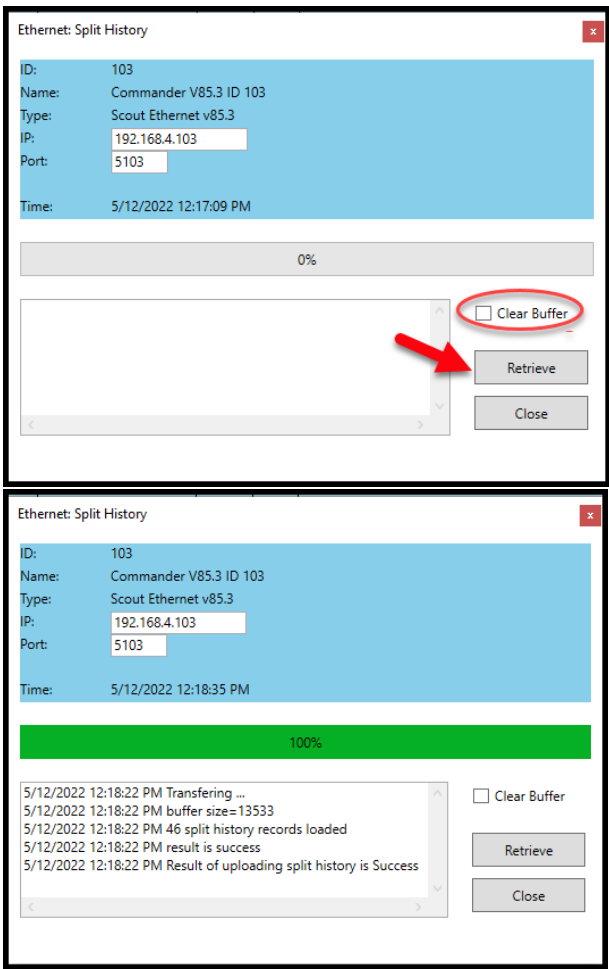 Ethernet: Split History
x
ID: 103
Name: Commander V85.3 ID 103
Type: Scout Ethernet v85.3
IP: 192.168.4.103
Port: 5103
Time: 5/12/2022 12:17:09 PM
0%
Clear Buffer
Retrieve
Close
Ethernet: Split History
x
ID: 103
Name: Commander V85.3 ID 103
Type: Scout Ethernet v85.3
IP: 192.168.4.103
Port: 5103
Time: 5/12/2022 12:18:35 PM
100%
5/12/2022 12:18:22 PM Transfering ...
5/12/2022 12:18:22 PM buffer size=13533
5/12/2022 12:18:22 PM 46 split history records loaded
5/12/2022 12:18:22 PM result is success
5/12/2022 12:18:22 PM Result of uploading split history is Success
Clear Buffer
Retrieve
Close